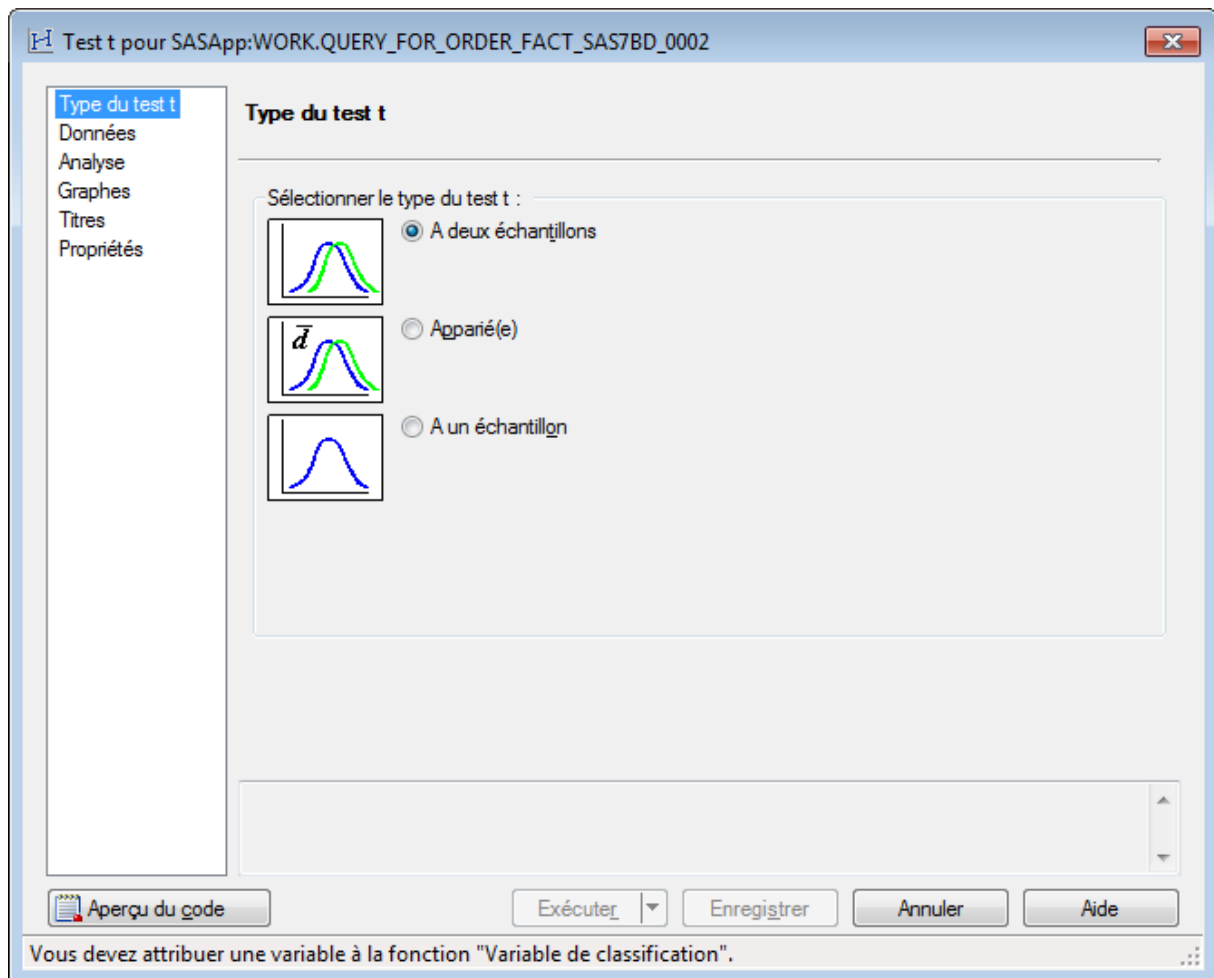 Test t pour SASApp:WORK.QUERY_FOR_ORDER_FACT_SAS7BD_0002
Type du test t
Données
Analyse
Graphes
Titres
Propriétés
Type du test t
Sélectionner le type du test t :
A deux échantillons
d
Apparié(e)
A un échantillon
Aperçu du code
Exécuter
Enregistrer
Annuler
Aide
Vous devez attribuer une variable à la fonction "Variable de classification".